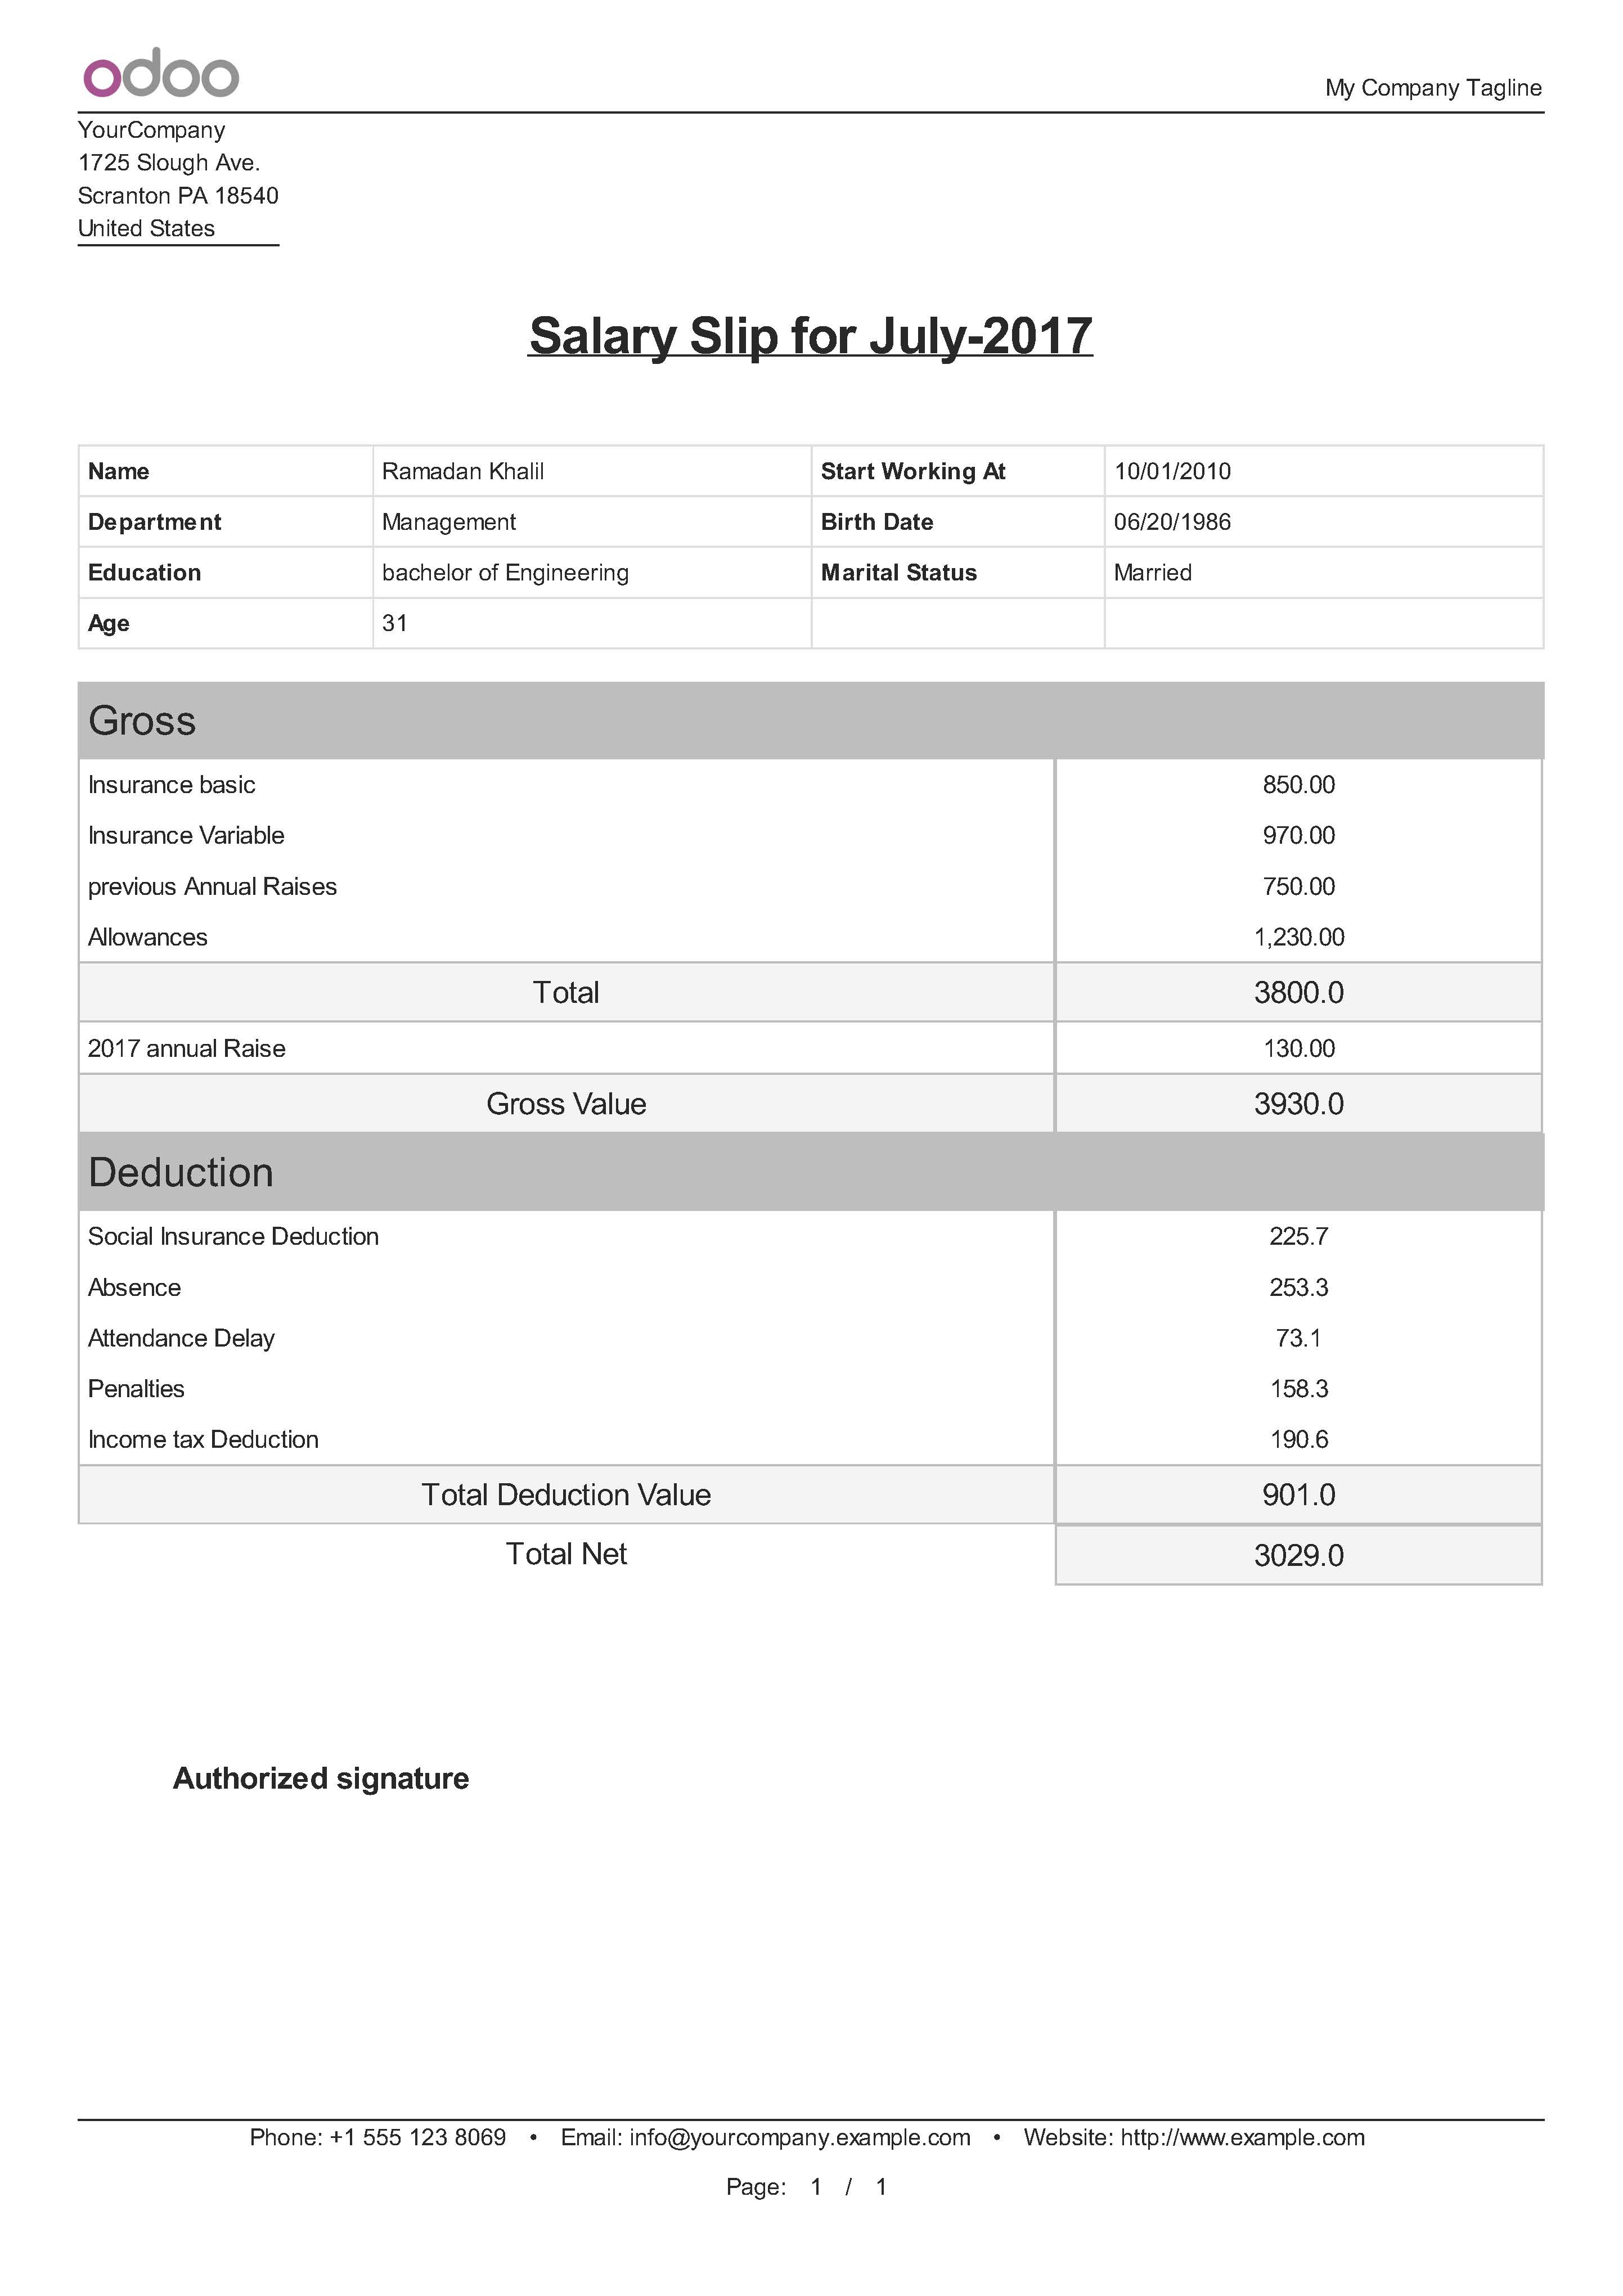 odoo
My Company Tagline
YourCompany
1725 Slough Ave.
Scranton PA 18540
United States
Salary Slip for July-2017
Name Ramadan Khalil Start Working At 10/01/2010
Department Management Birth Date 06/20/1986
Education bachelor of Engineering Marital Status Married
Age 31
Gross
Insurance basic 850.00
Insurance Variable 970.00
previous Annual Raises 750.00
Allowances 1,230.00
Total 3800.0
2017 annual Raise 130.00
Gross Value 3930.0
Deduction
Social Insurance Deduction 225.7
Absence 253.3
Attendance Delay 73.1
Penalties 158.3
Income tax Deduction 190.6
Total Deduction Value 901.0
Total Net 3029.0
Authorized signature
Phone: +1 555 123 8069 • Email: info@yourcompany.example.com • Website: http://www.example.com
Page: 1 / 1